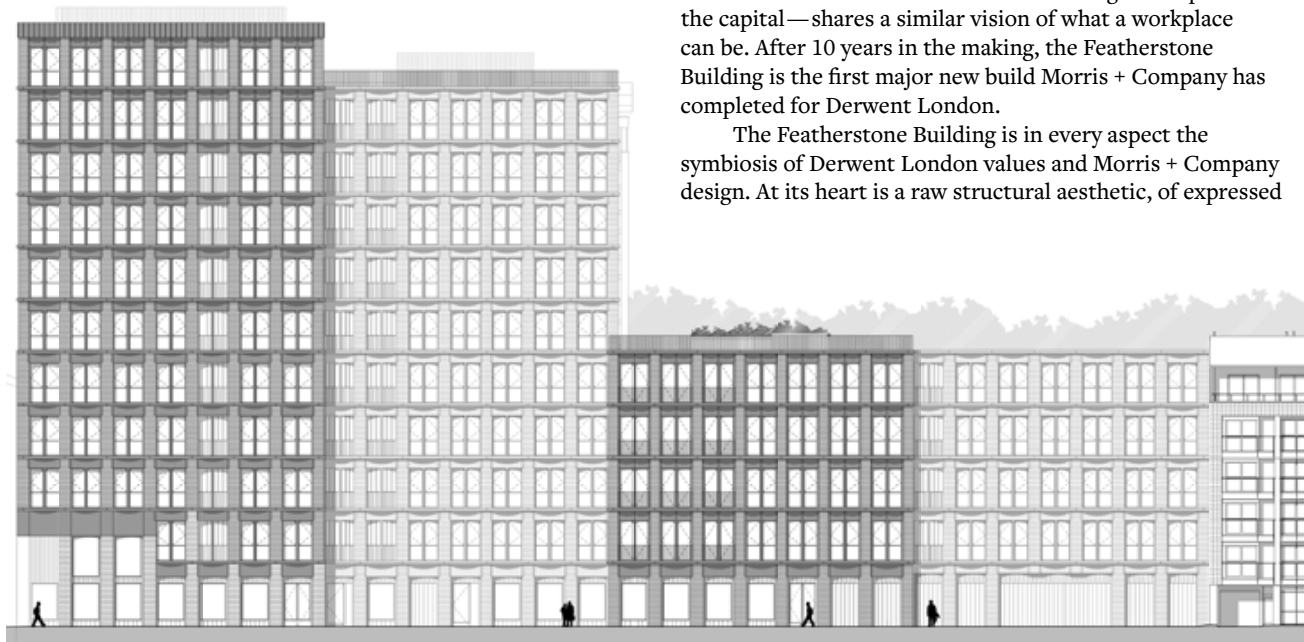 the capital—shares a similar vision of what a workplace
can be. After 10 years in the making, the Featherstone
Building is the first major new build Morris + Company has
completed for Derwent London.
The Featherstone Building is in every aspect the
symbiosis of Derwent London values and Morris + Company
design. At its heart is a raw structural aesthetic, of expressed